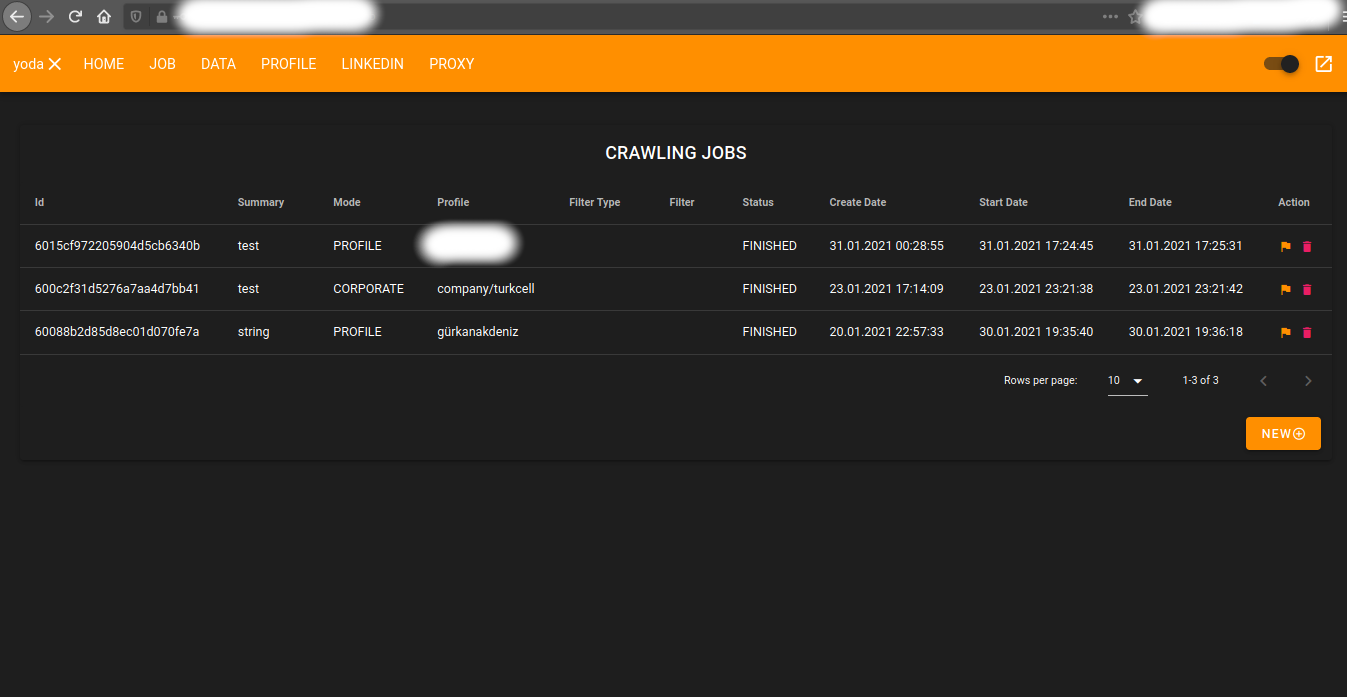 yoda HOME JOB DATA PROFILE LINKEDIN PROXY
CRAWLING JOBS
Id Summary Mode Profile Filter Type Filter Status Create Date Start Date End Date Action
6015cf972205904d5cb6340b test PROFILE FINISHED 31.01.2021 00:28:55 31.01.2021 17:24:45 31.01.2021 17:25:31
600c2f31d5276a7aa4d7bb41 test CORPORATE company/turkcell FINISHED 23.01.2021 17:14:09 23.01.2021 23:21:38 23.01.2021 23:21:42
60088b2d85d8ec01d070fe7a string PROFILE gürkanakdeniz FINISHED 20.01.2021 22:57:33 30.01.2021 19:35:40 30.01.2021 19:36:18
Rows per page: 10 1-3 of 3
NEW